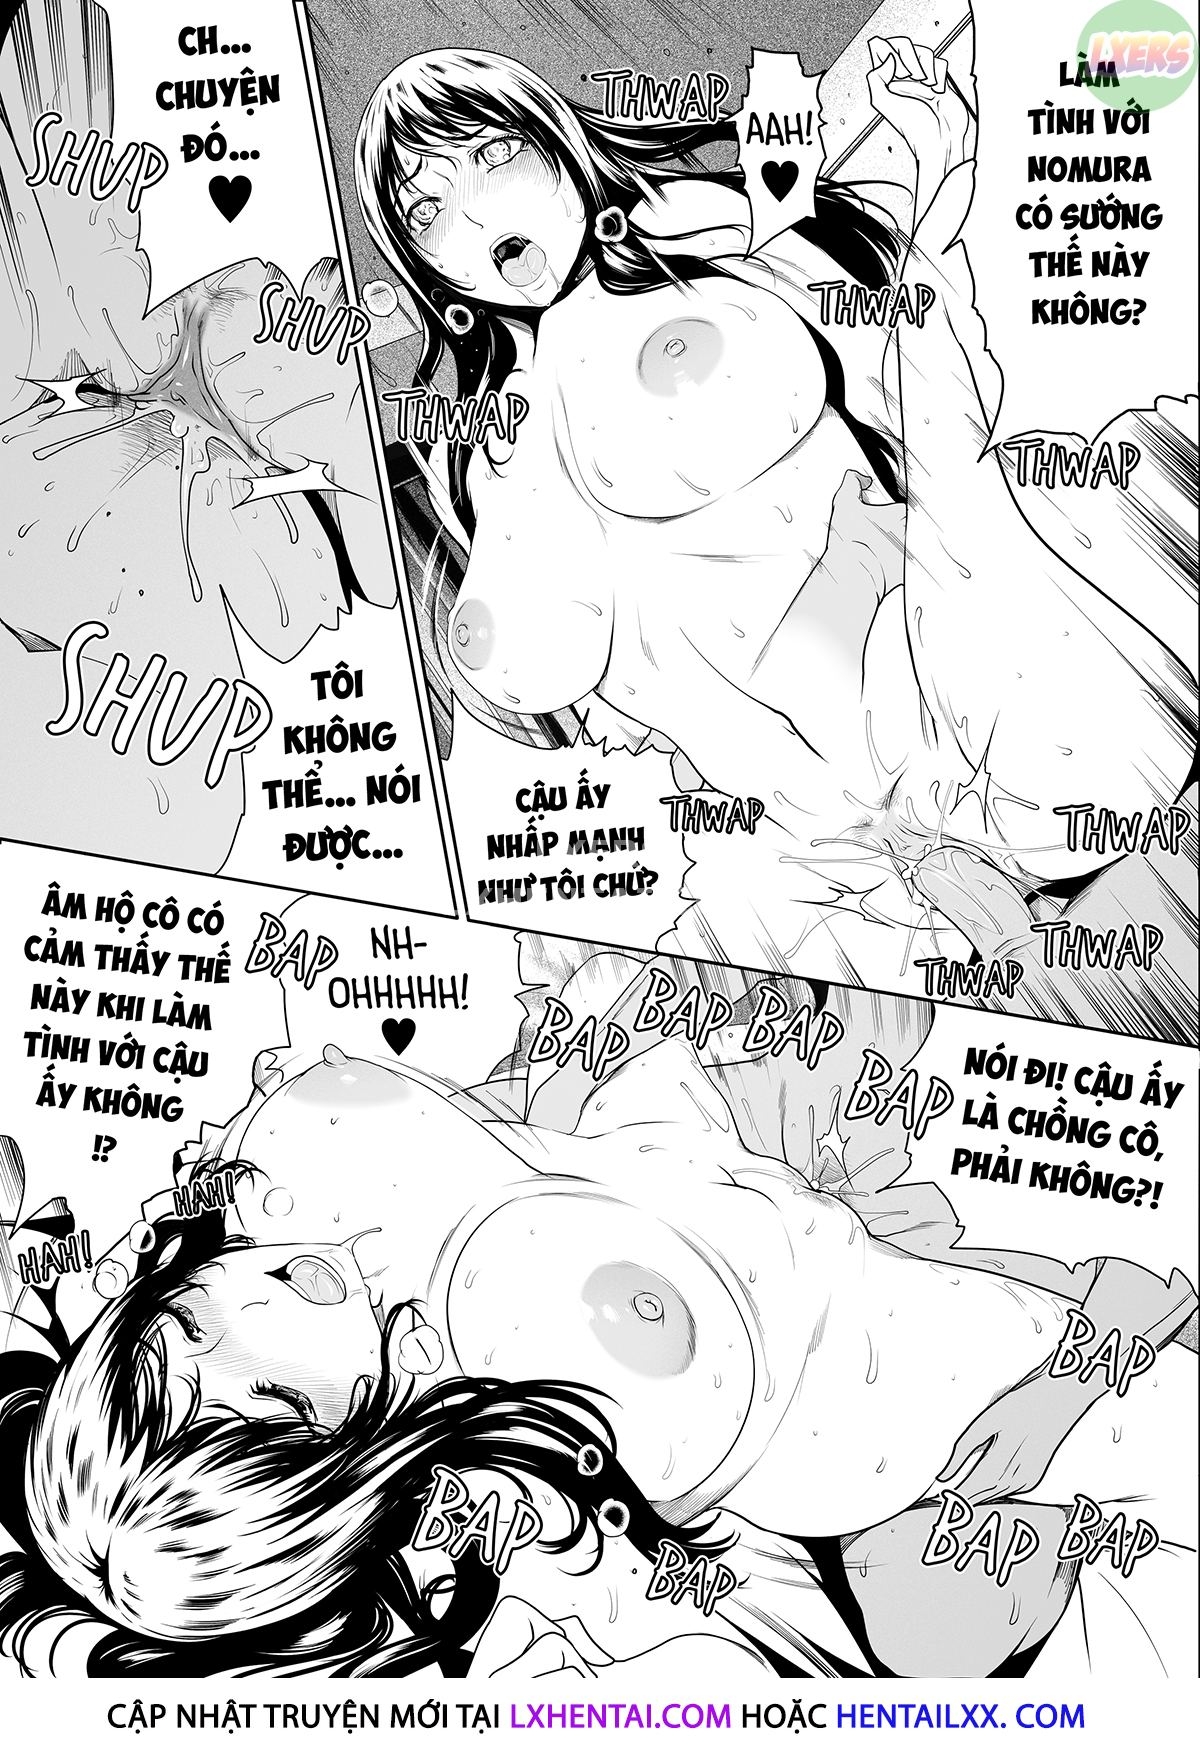 LXERS
LÀM
TÌNH VỚI
NOMURA
CÓ SƯỚNG
THẾ NÀY
KHÔNG?
AAH!
♥
THWAP
THWAP
THWAP
THWAP
CẬU ẤY
NHẤP MẠNH
NHƯ TÔI CHỨ?
THWAP
THWAP
THWAP
THWAP
CH...
CHUYỆN
ĐÓ...
♥
SHUP
SHUP
SHUP
TÔI
KHÔNG
THỂ... NÓI
ĐƯỢC...
NÓI ĐI! CẬU ẤY
LÀ CHỒNG CÔ,
PHẢI KHÔNG?!
BAP
BAP
BAP
BAP
BAP
NH-
OHHHHH!
♥
ÂM HỘ CÔ CÓ
CẢM THẤY THẾ
NÀY KHI LÀM
TÌNH VỚI CẬU
ẤY KHÔNG
!?
HAH!
HAH!
BAP
BAP
BAP
BAP
BAP
CẬP NHẬT TRUYỆN MỚI TẠI LXHENTAI.COM HOẶC HENTAILXX. COM